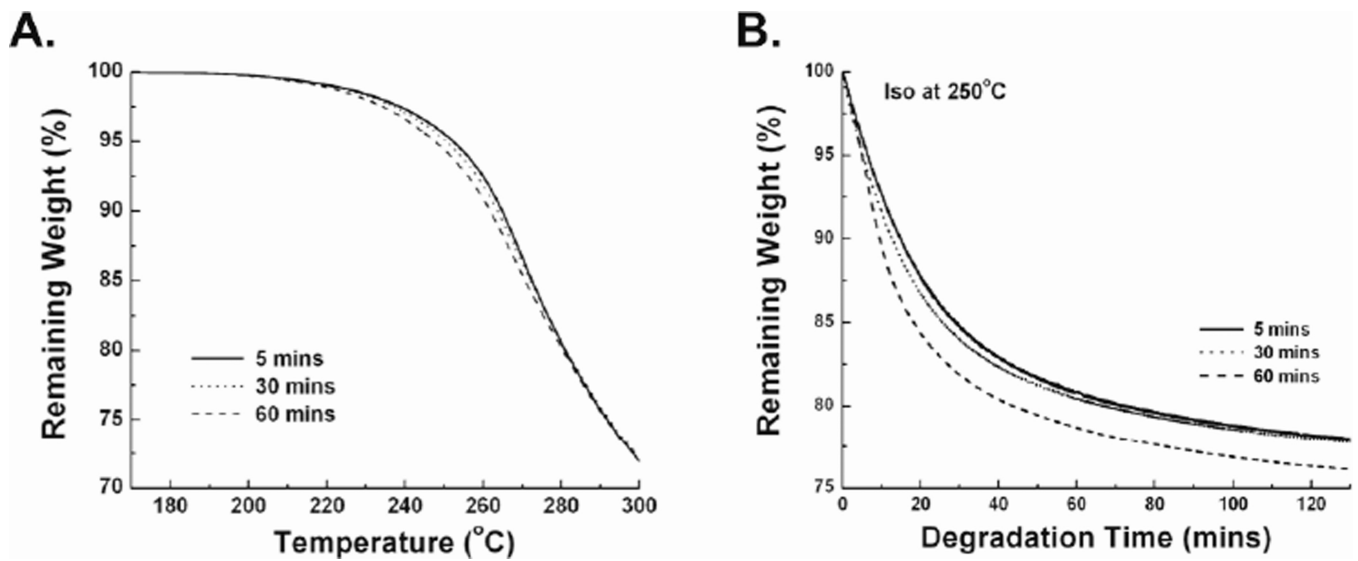 A.
Remaining Weight (%)
100
95
90
85
80
75
70
5 mins
30 mins
60 mins
180 200 220 240 260 280 300
Temperature (°C)
B.
Remaining Weight (%)
100
95
90
85
80
75
Iso at 250°C
5 mins
30 mins
60 mins
0 20 40 60 80 100 120
Degradation Time (mins)